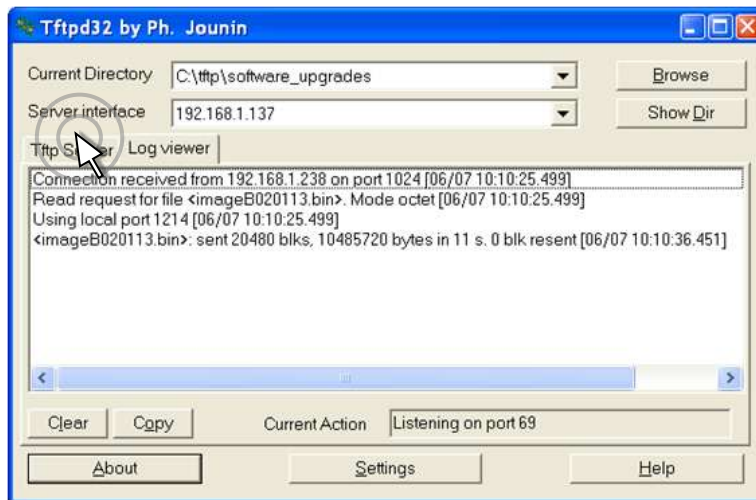 Tftpd32 by Ph. Jounin
Current Directory C:\tftp\software_upgrades Browse
Server interface 192.168.1.137 Show Dir
Tftp Server Log viewer
Connection received from 192.168.1.238 on port 1024 [06/07 10:10:25.499]
Read request for file <imageB020113.bin>. Mode octet [06/07 10:10:25.499]
Using local port 1214 [06/07 10:10:25.499]
<imageB020113.bin>: sent 20480 blks, 10485720 bytes in 11 s. 0 blk resent [06/07 10:10:36.451]
Clear Copy Current Action Listening on port 69
About Settings Help